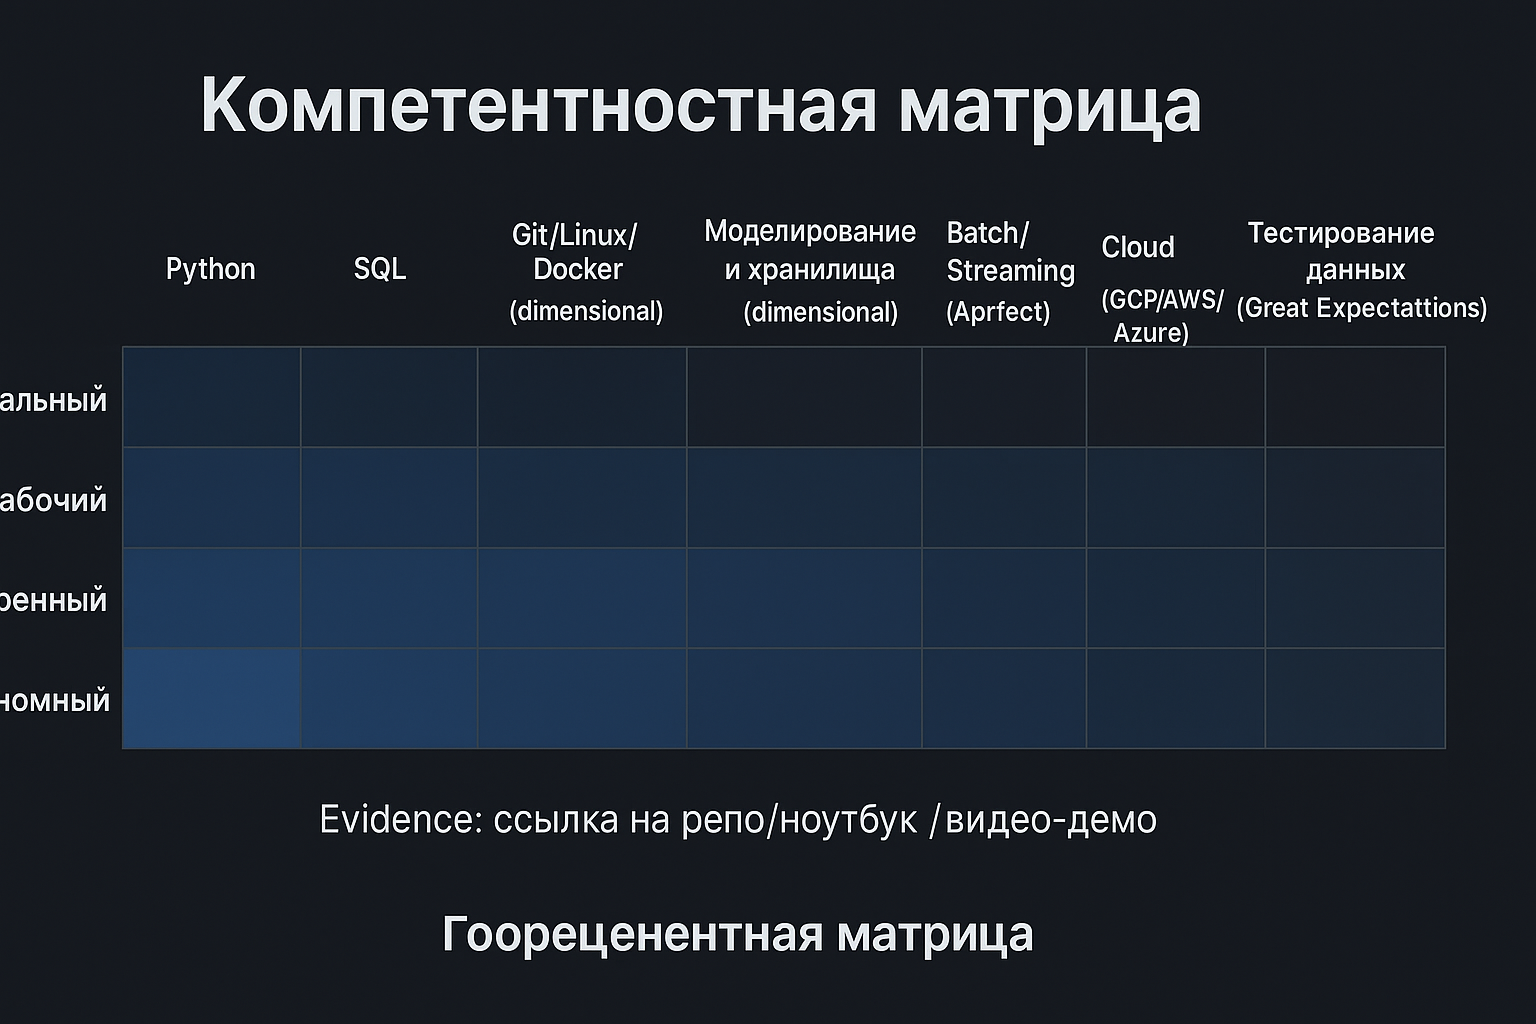 Компетентностная матрица
Python
SQL
Git/Linux/
Docker
(dimensional)
Моделирование
и хранилища
(dimensional)
Batch/
Streaming
(Aprfect)
Cloud
(GCP/AWS/
Azure)
Тестирование
данных
(Great Expectattions)
альный
абочий
ренный
номный
Evidence: ссылка на репо/ноутбук /видео-демо
Гоореценентная матрица